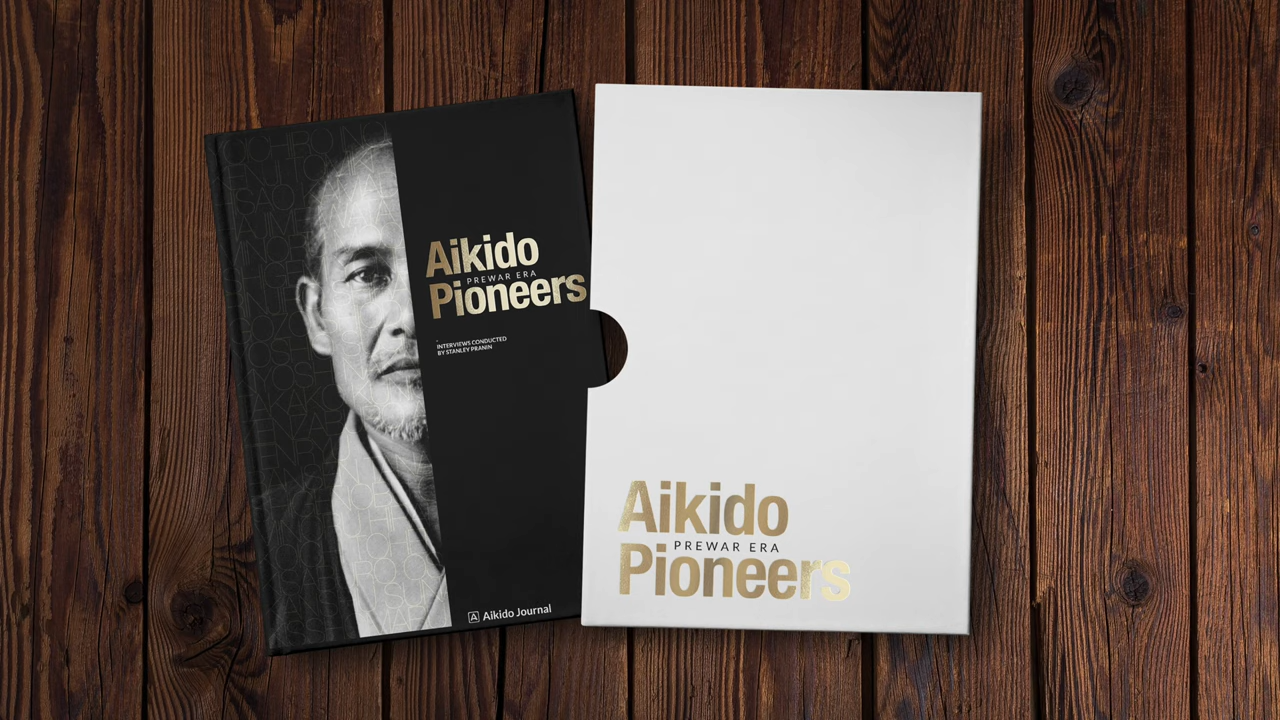 Aikido
PREWAR ERA
Pioneers
INTERVIEWS CONDUCTED
BY STANLEY PRANIN
A Aikido Journal
Aikido
PREWAR ERA
Pioneers